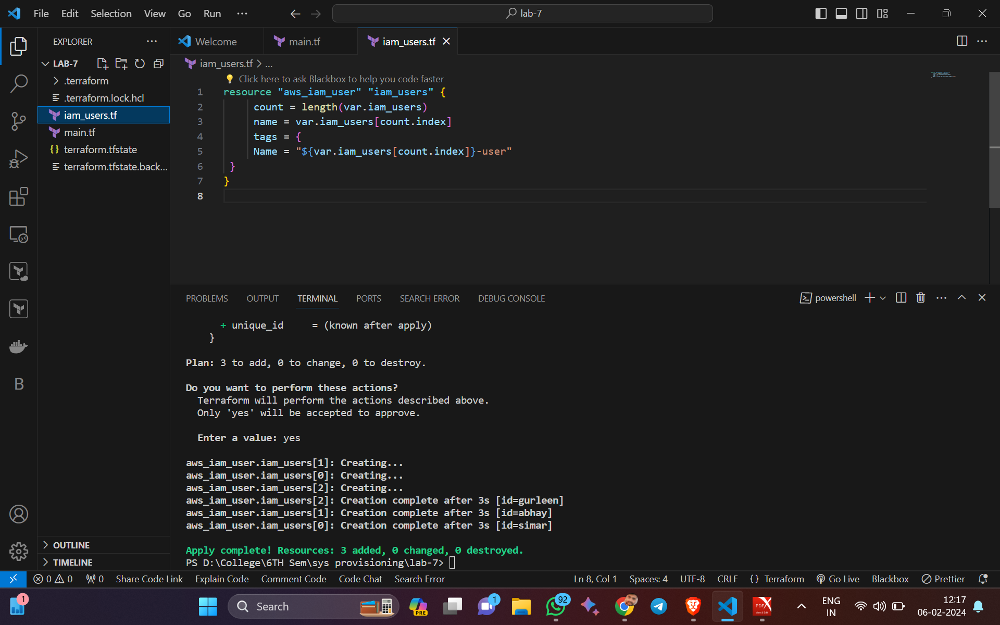 File Edit Selection View Go Run ... lab-7
EXPLORER ...
Welcome main.tf iam_users.tf
LAB-7
iam_users.tf > ...
.terraform
.terraform.lock.hcl
iam_users.tf
main.tf
{} terraform.tfstate
terraform.tfstate.back...
Click here to ask Blackbox to help you code faster
1 resource "aws_iam_user" "iam_users" {
2 count = length(var.iam_users)
3 name = var.iam_users[count.index]
4 tags = {
5 Name = "${var.iam_users[count.index]}-user"
6 }
7 }
8
B
PROBLEMS OUTPUT TERMINAL PORTS SEARCH ERROR DEBUG CONSOLE powershell
+ unique_id = (known after apply)
}
Plan: 3 to add, 0 to change, 0 to destroy.
Do you want to perform these actions?
Terraform will perform the actions described above.
Only 'yes' will be accepted to approve.
Enter a value: yes
aws_iam_user.iam_users[1]: Creating...
aws_iam_user.iam_users[0]: Creating...
aws_iam_user.iam_users[2]: Creating...
aws_iam_user.iam_users[2]: Creation complete after 3s [id=gurleen]
aws_iam_user.iam_users[1]: Creation complete after 3s [id=abhay]
aws_iam_user.iam_users[0]: Creation complete after 3s [id=simar]
Apply complete! Resources: 3 added, 0 changed, 0 destroyed.
PS D:\College\6TH Sem\sys provisioning\lab-7>
OUTLINE
TIMELINE
0 0 0 Share Code Link Explain Code Comment Code Code Chat Search Error Ln 8, Col 1 Spaces: 4 UTF-8 CRLF {} Terraform Go Live Blackbox Prettier
1 Search PRE 1 92 PDF View & Edit ENG 12:17
IN 06-02-2024